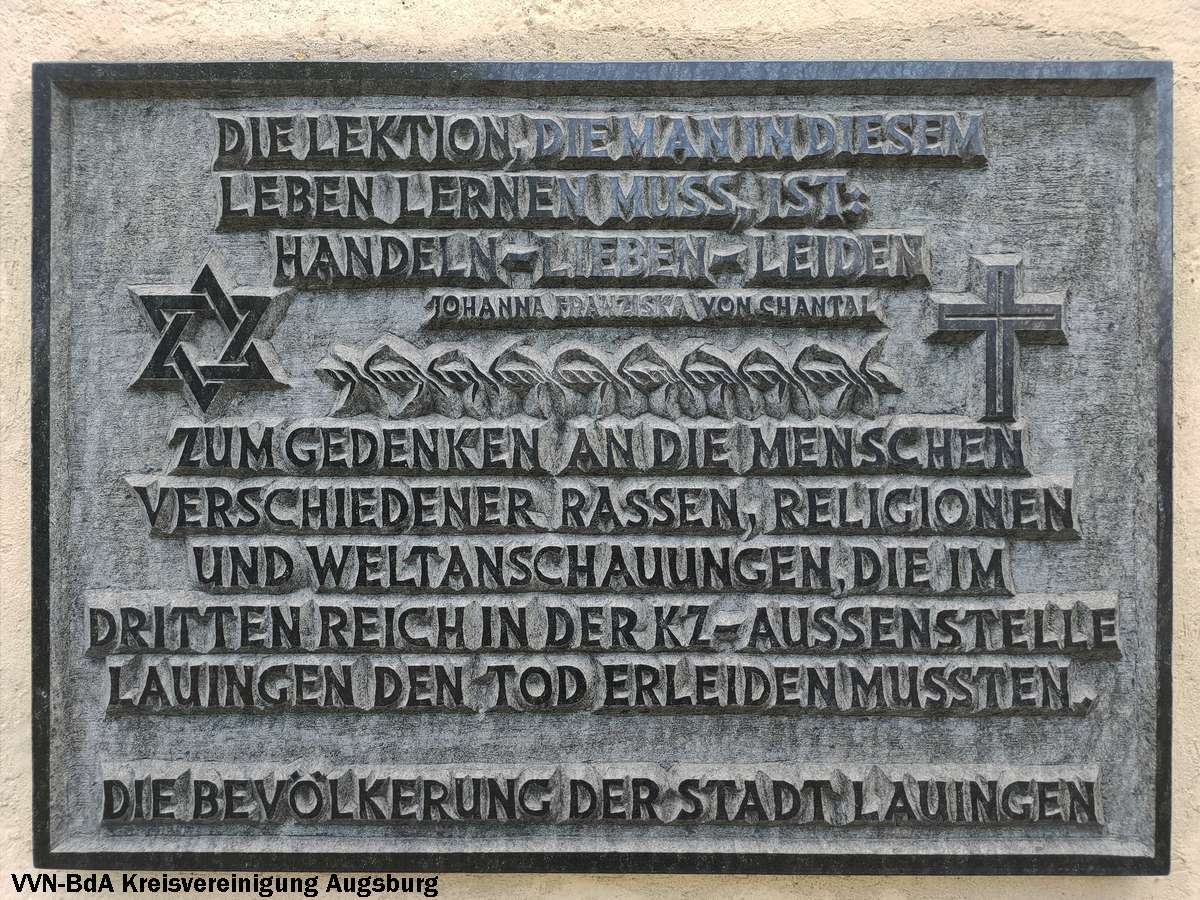 DIE LEKTION, DIE MAN IN DIESEM
LEBEN LERNEN MUSS, IST:
HANDELN – LIEBEN – LEIDEN
JOHANNA FRANZISKA VON CHANTAL
ZUM GEDENKEN AN DIE MENSCHEN
VERSCHIEDENER RASSEN, RELIGIONEN
UND WELTANSCHAUUNGEN, DIE IM
DRITTEN REICH IN DER KZ-AUSSENSTELLE
LAUINGEN DEN TOD ERLEIDEN MUSSTEN.
DIE BEVÖLKERUNG DER STADT LAUINGEN
VVN-BdA Kreisvereinigung Augsburg